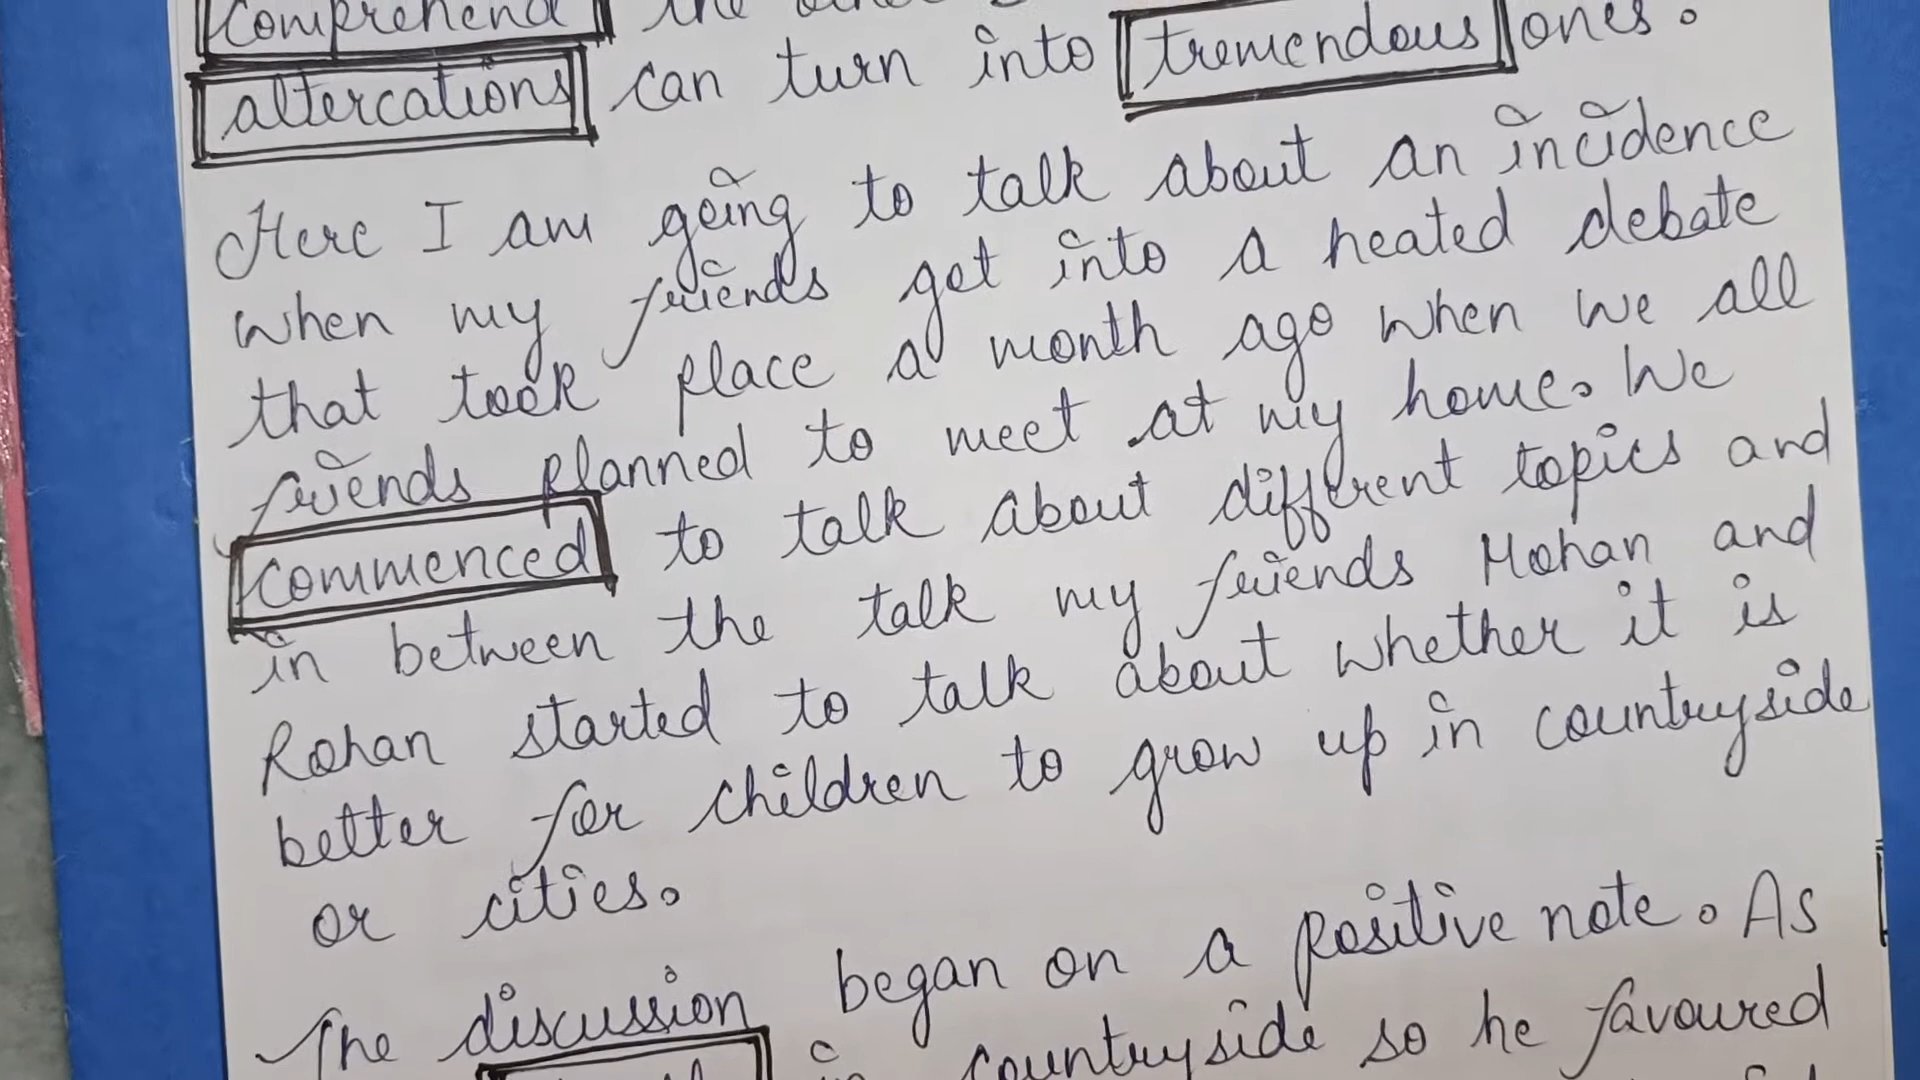 comprehend the
altercations can turn into tremendous ones.
Here I am going to talk about an incidence
when my friends get into a heated debate
that took place a month ago when we all
friends planned to meet at my home. We
commenced to talk about different topics and
in between the talk my friends Mohan and
Rohan started to talk about whether it is
better for children to grow up in countryside
or cities.
The discussion began on a positive note. As
in countryside so he favoured